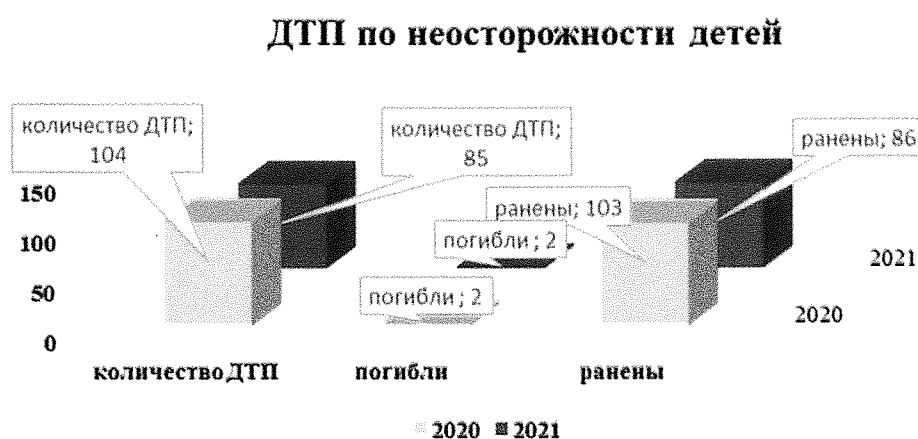 ДТП по неосторожности детей
количество ДТП;
104
количество ДТП;
85
ранены; 86
ранены; 103
погибли ; 2
погибли ; 2
150
100
50
0
2021
2020
количество ДТП
погибли
ранены
2020
2021